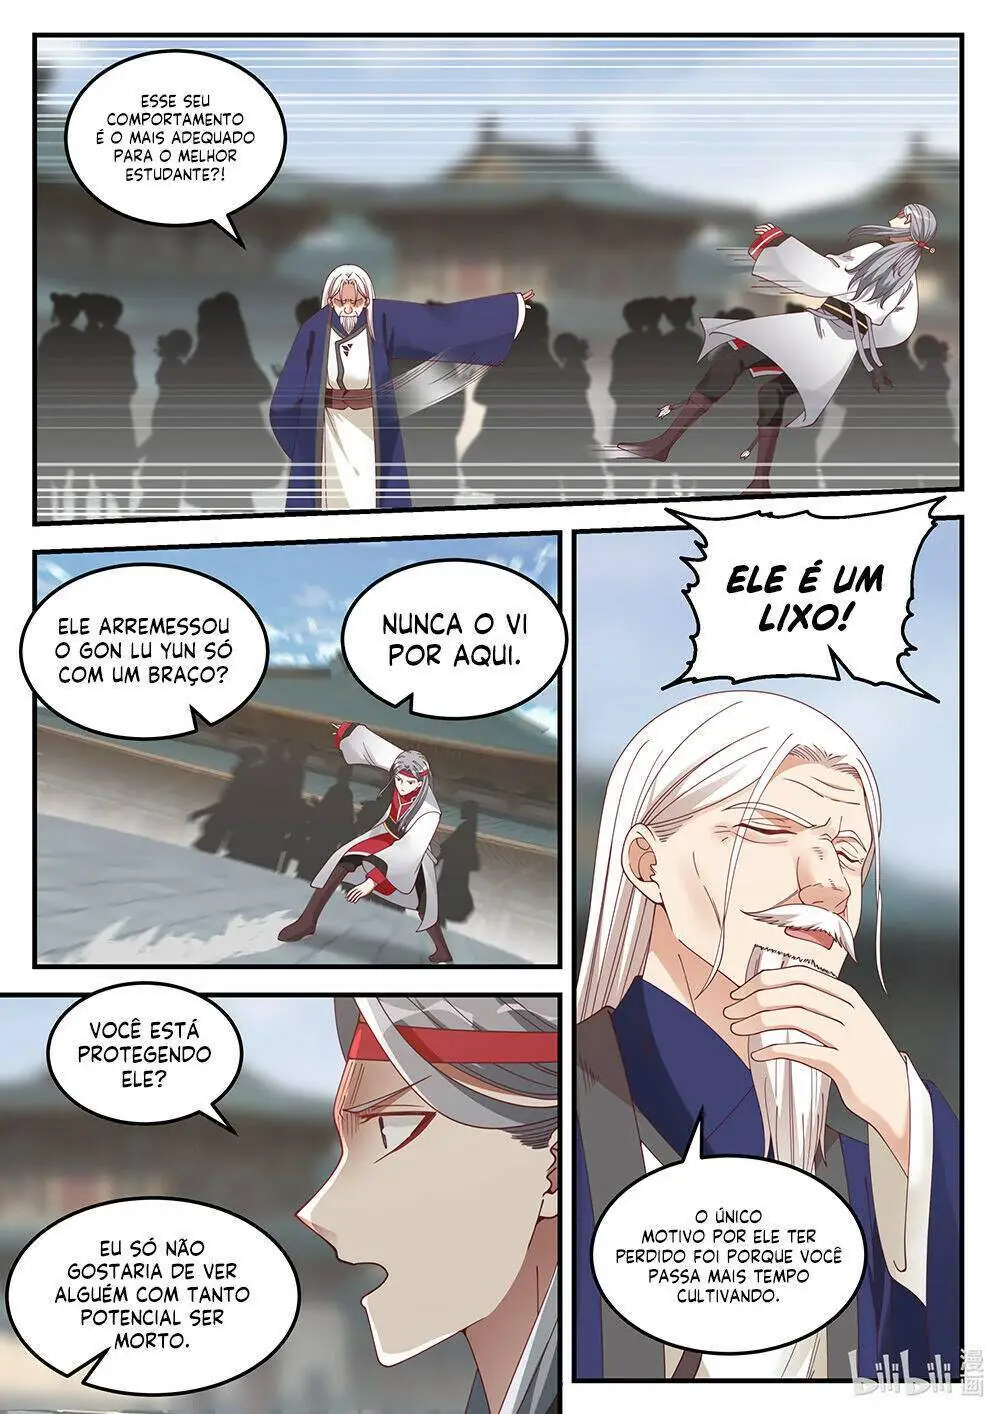 ESSE SEU
COMPORTAMENTO
É O MAIS ADEQUADO
PARA O MELHOR
ESTUDANTE?!
ELE ARREMESSOU
O GON LU YUN SÓ
COM UM BRAÇO?
NUNCA O VI
POR AQUI.
ELE É UM
LIXO!
VOCÊ ESTÁ
PROTEGENDO
ELE?
EU SÓ NÃO
GOSTARIA DE VER
ALGUÉM COM TANTO
POTENCIAL SER
MORTO.
O ÚNICO
MOTIVO POR ELE TER
PERDIDO FOI PORQUE VOCÊ
PASSA MAIS TEMPO
CULTIVANDO.
bilibili 漫画